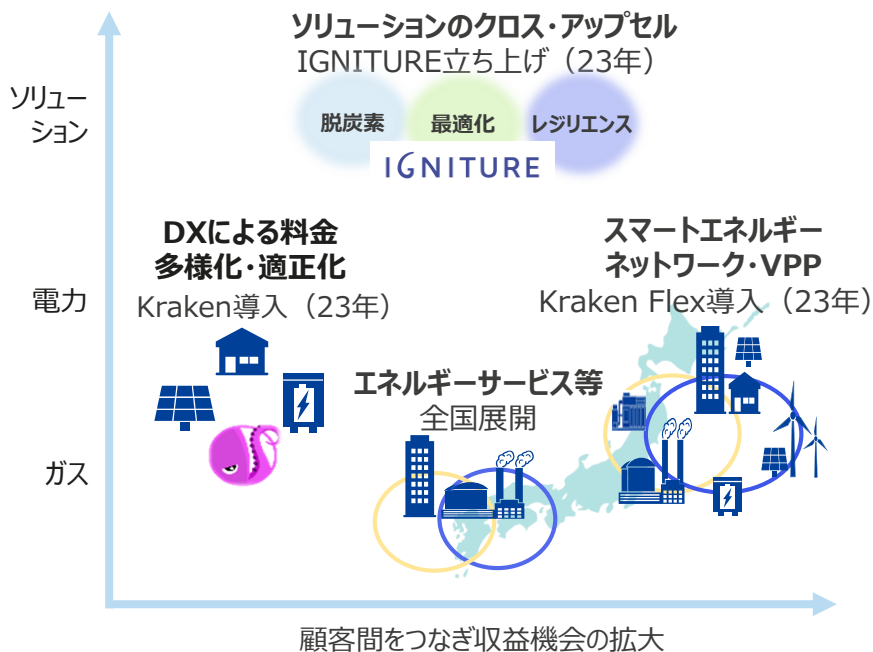 ソリューションのクロス・アップセル
IGNITURE立ち上げ（23年）
ソリュー
ション
脱炭素
最適化
レジリエンス
IGNITURE
DXによる料金
多様化・適正化
Kraken導入（23年）
スマートエネルギー
ネットワーク・VPP
Kraken Flex導入（23年）
電力
エネルギーサービス等
全国展開
ガス
顧客間をつなぎ収益機会の拡大